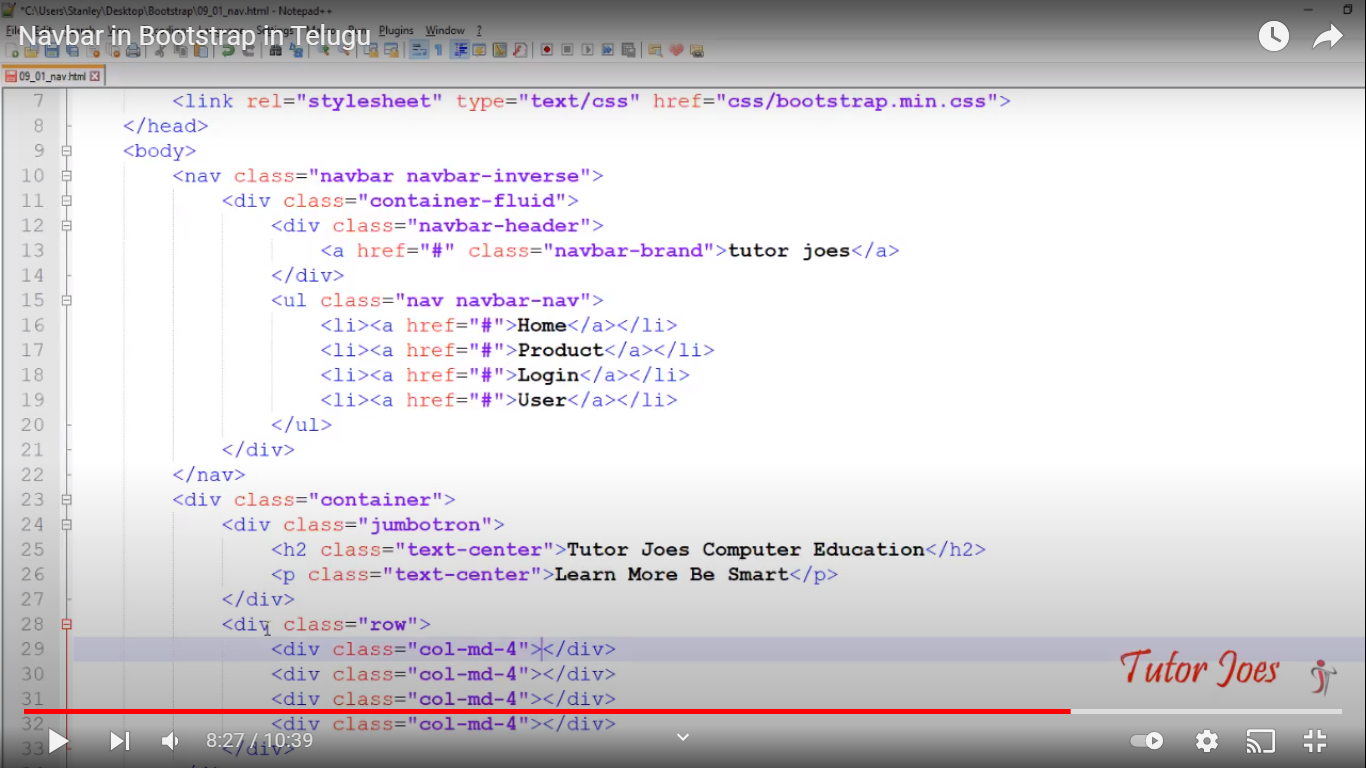 *C:\Users\Stanley\Desktop\Bootstrap\09_01_nav.html - Notepad++
Plugins Window ?
Navbar in Bootstrap in Telugu
09_01_nav.html
7 <link rel="stylesheet" type="text/css" href="css/bootstrap.min.css">
8 </head>
9 <body>
10 <nav class="navbar navbar-inverse">
11 <div class="container-fluid">
12 <div class="navbar-header">
13 <a href="#" class="navbar-brand">tutor joes</a>
14 </div>
15 <ul class="nav navbar-nav">
16 <li><a href="#">Home</a></li>
17 <li><a href="#">Product</a></li>
18 <li><a href="#">Login</a></li>
19 <li><a href="#">User</a></li>
20 </ul>
21 </div>
22 </nav>
23 <div class="container">
24 <div class="jumbotron">
25 <h2 class="text-center">Tutor Joes Computer Education</h2>
26 <p class="text-center">Learn More Be Smart</p>
27 </div>
28 <div class="row">
29 <div class="col-md-4"></div>
30 <div class="col-md-4"></div>
31 <div class="col-md-4"></div>
32 <div class="col-md-4"></div>
33 </div>
Tutor Joes
8:27 / 10:39